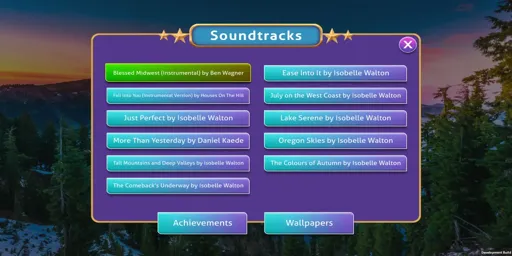 Soundtracks
Blessed Midwest (Instrumental) by Ben Wagner
Fall Into You (Instrumental Version) by Houses On The Hill
Just Perfect by Isobelle Walton
More Than Yesterday by Daniel Kaede
Tall Mountains and Deep Valleys by Isobelle Walton
The Comeback's Underway by Isobelle Walton
Ease Into It by Isobelle Walton
July on the West Coast by Isobelle Walton
Lake Serene by Isobelle Walton
Oregon Skies by Isobelle Walton
The Colours of Autumn by Isobelle Walton
Achievements
Wallpapers
Development Build